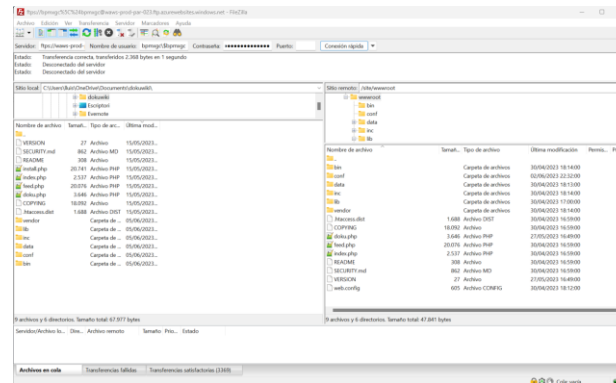 Archivo Edición Ver Transferencia Servidor Marcadores Ayuda
Servidor: Nombre de usuario: bpmogc\$bpmogc Contraseña: Puerto: Conexión rápida
Estado: Transferencia correcta, transferidos 2.368 bytes en 1 segundo
Estado: Desconectado del servidor
Estado: Desconectado del servidor
Sitio local: Sitio remoto: /site/wwwroot
dokuwiki wwwroot
Escriptori bin
Evernote conf
data
inc
lib
Nombre de archivo Tamañ... Tipo de arc... Última mod...
..
VERSION 27 Archivo 15/05/2023...
SECURITY.md 862 Archivo MD 15/05/2023...
README 308 Archivo 15/05/2023...
install.php 20.741 Archivo PHP 15/05/2023...
index.php 2.537 Archivo PHP 15/05/2023...
feed.php 20.076 Archivo PHP 15/05/2023...
doku.php 3.646 Archivo PHP 15/05/2023...
COPYING 18.092 Archivo 15/05/2023...
.htaccess.dist 1.688 Archivo DIST 15/05/2023...
vendor Carpeta de ... 05/06/2023...
lib Carpeta de ... 05/06/2023...
inc Carpeta de ... 05/06/2023...
data Carpeta de ... 05/06/2023...
conf Carpeta de ... 05/06/2023...
bin Carpeta de ... 05/06/2023...
9 archivos y 6 directorios. Tamaño total: 67.977 bytes
Nombre de archivo Tamañ... Tipo de archivo Última modificación Permis...
..
bin Carpeta de archivos 30/04/2023 18:14:00
conf Carpeta de archivos 02/06/2023 22:32:00
data Carpeta de archivos 30/04/2023 18:13:00
inc Carpeta de archivos 30/04/2023 18:14:00
lib Carpeta de archivos 30/04/2023 17:00:00
vendor Carpeta de archivos 30/04/2023 18:14:00
.htaccess.dist 1.688 Archivo DIST 30/04/2023 16:59:00
COPYING 18.092 Archivo 30/04/2023 16:59:00
doku.php 3.646 Archivo PHP 27/05/2023 16:49:00
feed.php 20.076 Archivo PHP 30/04/2023 16:59:00
index.php 2.537 Archivo PHP 30/04/2023 16:59:00
README 308 Archivo 30/04/2023 16:59:00
SECURITY.md 862 Archivo MD 30/04/2023 16:59:00
VERSION 27 Archivo 27/05/2023 16:49:00
web.config 605 Archivo CONFIG 30/04/2023 18:12:00
9 archivos y 6 directorios. Tamaño total: 47.841 bytes
Servidor/Archivo lo... Dire... Archivo remoto Tamaño Prio... Estado
Archivos en cola Transferencias fallidas Transferencias satisfactorias (3369)
Cola: vacía